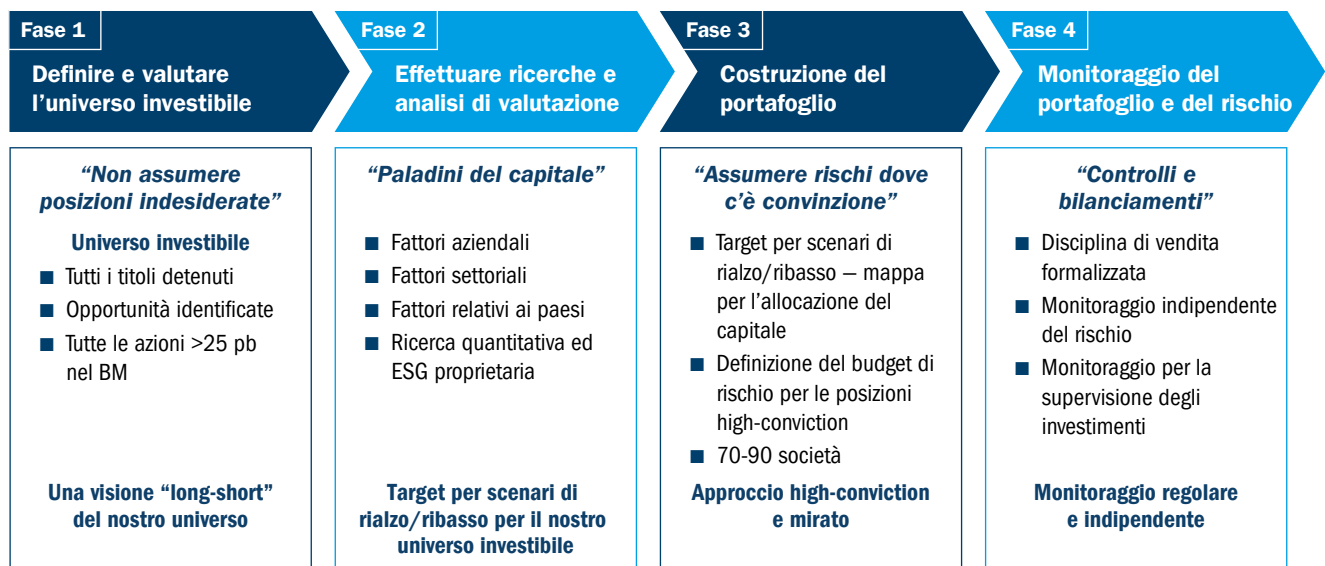 Fase 1
Definire e valutare
l'universo investibile
"Non assumere
posizioni indesiderate"
Universo investibile
■ Tutti i titoli detenuti
■ Opportunità identificate
■ Tutte le azioni >25 pb
nel BM
Una visione "long-short"
del nostro universo
Fase 2
Effettuare ricerche e
analisi di valutazione
"Paladini del capitale"
■ Fattori aziendali
■ Fattori settoriali
■ Fattori relativi ai paesi
■ Ricerca quantitativa ed
ESG proprietaria
Target per scenari di
rialzo/ribasso per il nostro
universo investibile
Fase 3
Costruzione del
portafoglio
"Assumere rischi dove
c'è convinzione"
■ Target per scenari di
rialzo/ribasso — mappa
per l'allocazione del
capitale
■ Definizione del budget di
rischio per le posizioni
high-conviction
■ 70-90 società
Approccio high-conviction
e mirato
Fase 4
Monitoraggio del
portafoglio e del rischio
"Controlli e
bilanciamenti"
■ Disciplina di vendita
formalizzata
■ Monitoraggio indipendente
del rischio
■ Monitoraggio per la
supervisione degli
investimenti
Monitoraggio regolare
e indipendente